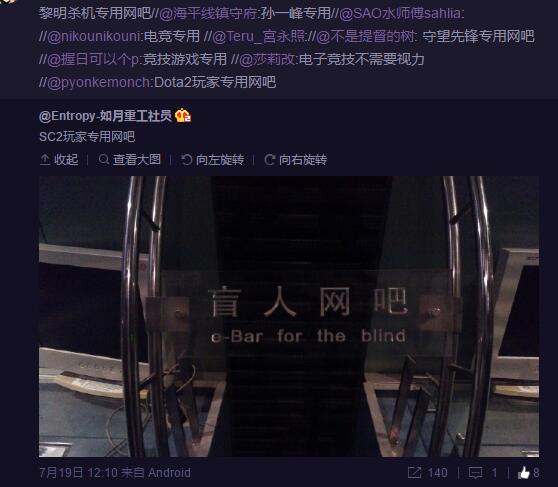 黎明杀机专用网吧//@海平线镇守府:孙一峰专用//@SAO水师傅sahlia:
//@nikounikouni:电竞专用 //@Teru_宫永照://@不是提督的树: 守望先锋专用网吧
//@握日可以个p:竞技游戏专用 //@莎莉改:电子竞技不需要视力
//@pyonkemonch:Dota2玩家专用网吧
@Entropy-如月重工社员
SC2玩家专用网吧
收起 | 查看大图 | 向左旋转 | 向右旋转
盲人网吧
e-Bar for the blind
7月19日 12:10 来自 Android 140 | 1 | 8